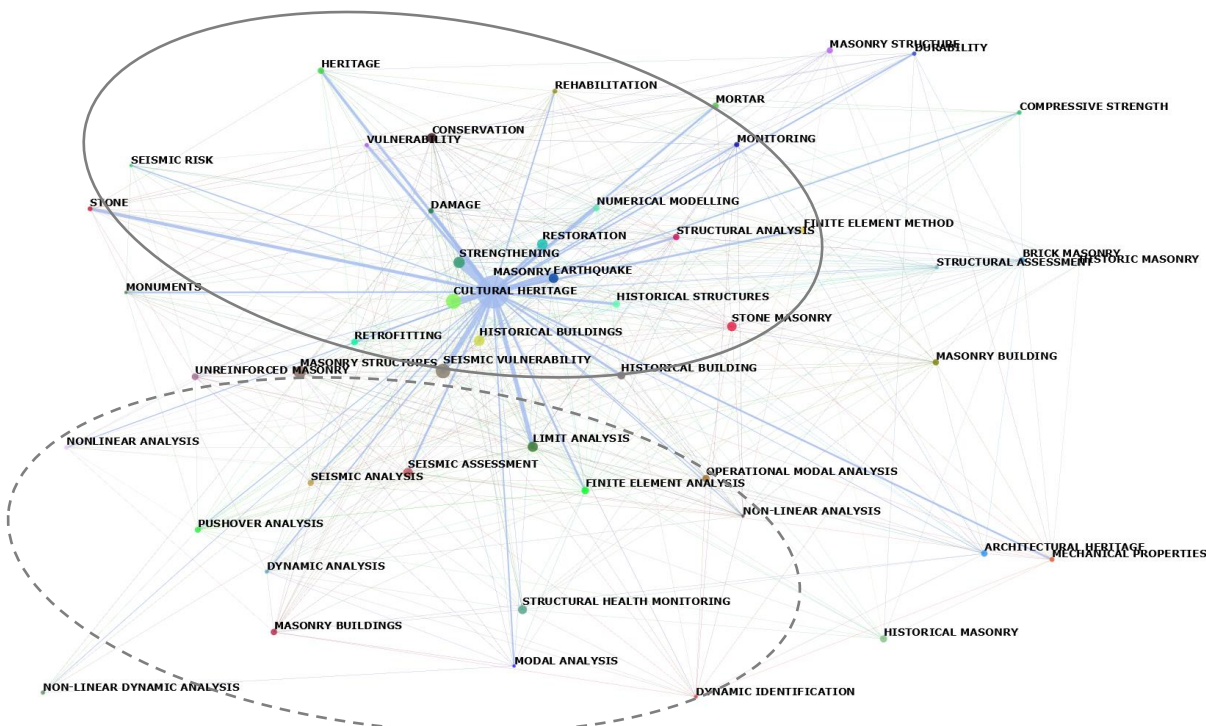 MASONRY STRUCTURE
DURABILITY
HERITAGE
REHABILITATION
MORTAR
COMPRESSIVE STRENGTH
CONSERVATION
VULNERABILITY
MONITORING
SEISMIC RISK
STONE
DAMAGE
NUMERICAL MODELLING
FINITE ELEMENT METHOD
RESTORATION
STRUCTURAL ANALYSIS
STRENGTHENING
BRICK MASONRY
HISTORIC MASONRY
STRUCTURAL ASSESSMENT
MASONRY
EARTHQUAKE
MONUMENTS
CULTURAL HERITAGE
HISTORICAL STRUCTURES
STONE MASONRY
RETROFITTING
HISTORICAL BUILDINGS
MASONRY STRUCTURES
SEISMIC VULNERABILITY
MASONRY BUILDING
UNREINFORCED MASONRY
HISTORICAL BUILDING
NONLINEAR ANALYSIS
LIMIT ANALYSIS
SEISMIC ASSESSMENT
SEISMIC ANALYSIS
OPERATIONAL MODAL ANALYSIS
FINITE ELEMENT ANALYSIS
NON-LINEAR ANALYSIS
PUSHOVER ANALYSIS
ARCHITECTURAL HERITAGE
MECHANICAL PROPERTIES
DYNAMIC ANALYSIS
STRUCTURAL HEALTH MONITORING
MASONRY BUILDINGS
HISTORICAL MASONRY
MODAL ANALYSIS
NON-LINEAR DYNAMIC ANALYSIS
DYNAMIC IDENTIFICATION